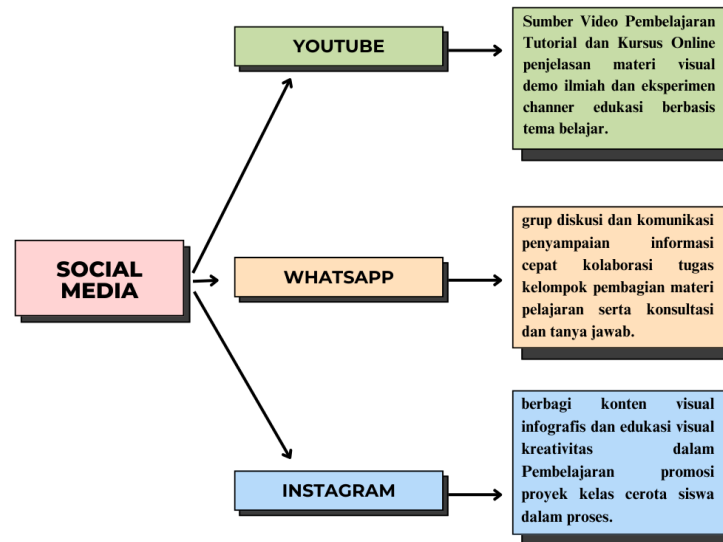 YOUTUBE
Sumber Video Pembelajaran
Tutorial dan Kursus Online
penjelasan materi visual
demo ilmiah dan eksperimen
channer edukasi berbasis
tema belajar.
SOCIAL
MEDIA
WHATSAPP
grup diskusi dan komunikasi
penyampaian informasi
cepat kolaborasi tugas
kelompok pembagian materi
pelajaran serta konsultasi
dan tanya jawab.
INSTAGRAM
berbagi konten visual
infografis dan edukasi visual
kreativitas dalam
Pembelajaran promosi
proyek kelas cerota siswa
dalam proses.